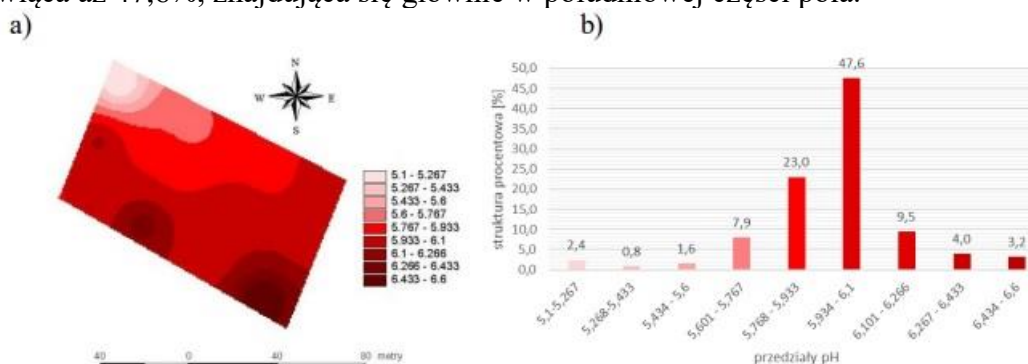 a)
N
W E
S
5.1 - 5.267
5.267 - 5.433
5.433 - 5.6
5.6 - 5.767
5.767 - 5.933
5.933 - 6.1
6.1 - 6.266
6.266 - 6.433
6.433 - 6.6
40 0 40 80 metry
b)
struktura procentowa [%]
50,0
45,0
40,0
35,0
30,0
25,0
20,0
15,0
10,0
5,0
0,0
2,4
0,8
1,6
7,9
23,0
47,6
9,5
4,0
3,2
5,1-5,267
5,268-5,433
5,434 - 5,6
5,601 - 5,767
5,768 - 5,933
5,934 - 6,1
6,101 - 6,266
6,267 - 6,433
6,434 - 6,6
przedziały pH